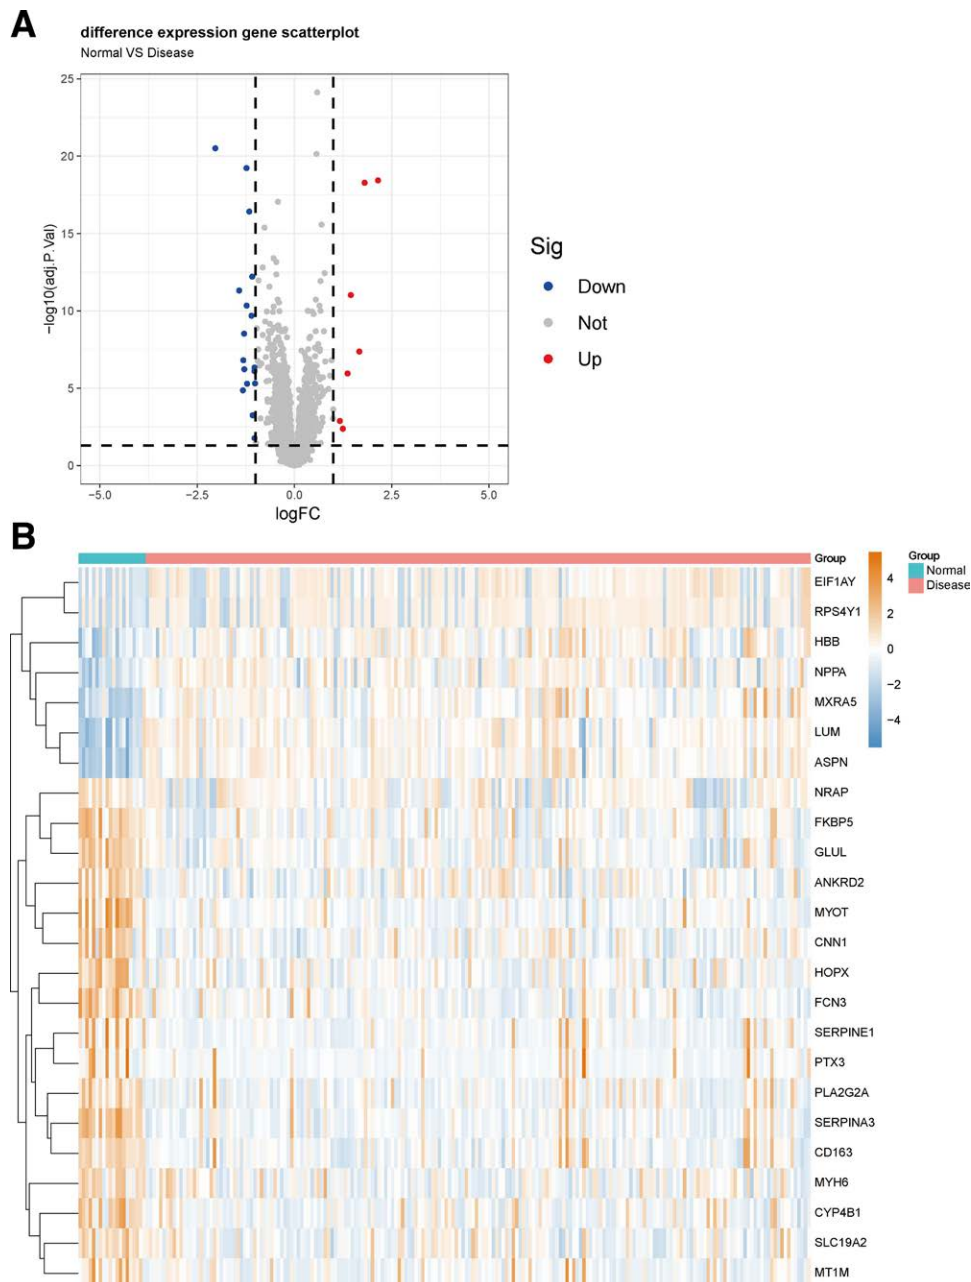 A
difference expression gene scatterplot
Normal VS Disease
25
20
15
10
5
0
−log10(adj.P.Val)
−5.0 −2.5 0.0 2.5 5.0
logFC
Sig
Down
Not
Up
B
Group
EIF1AY
RPS4Y1
HBB
NPPA
MXRA5
LUM
ASPN
NRAP
FKBP5
GLUL
ANKRD2
MYOT
CNN1
HOPX
FCN3
SERPINE1
PTX3
PLA2G2A
SERPINA3
CD163
MYH6
CYP4B1
SLC19A2
MT1M
4
2
0
−2
−4
Group
Normal
Disease